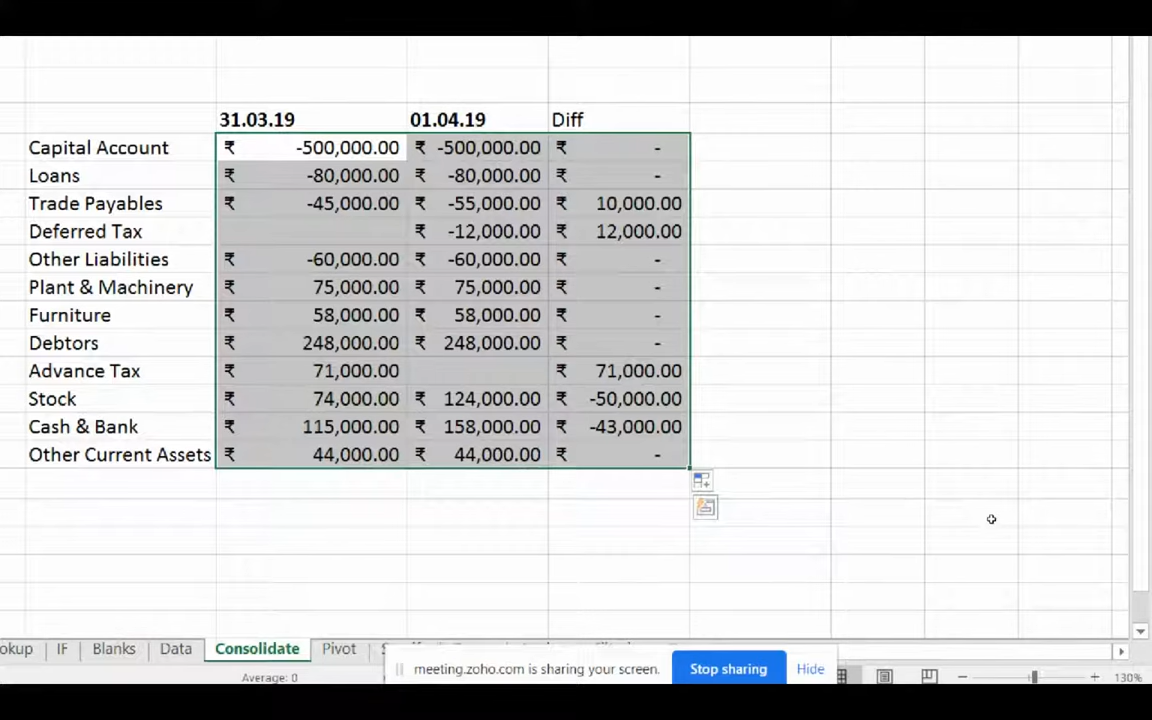 31.03.19 01.04.19 Diff
Capital Account ₹ -500,000.00 ₹ -500,000.00 ₹ -
Loans ₹ -80,000.00 ₹ -80,000.00 ₹ -
Trade Payables ₹ -45,000.00 ₹ -55,000.00 ₹ 10,000.00
Deferred Tax ₹ -12,000.00 ₹ 12,000.00
Other Liabilities ₹ -60,000.00 ₹ -60,000.00 ₹ -
Plant & Machinery ₹ 75,000.00 ₹ 75,000.00 ₹ -
Furniture ₹ 58,000.00 ₹ 58,000.00 ₹ -
Debtors ₹ 248,000.00 ₹ 248,000.00 ₹ -
Advance Tax ₹ 71,000.00 ₹ 71,000.00
Stock ₹ 74,000.00 ₹ 124,000.00 ₹ -50,000.00
Cash & Bank ₹ 115,000.00 ₹ 158,000.00 ₹ -43,000.00
Other Current Assets ₹ 44,000.00 ₹ 44,000.00 ₹ -
okup IF Blanks Data Consolidate Pivot
meeting.zoho.com is sharing your screen. Stop sharing Hide
Average: 0 130%